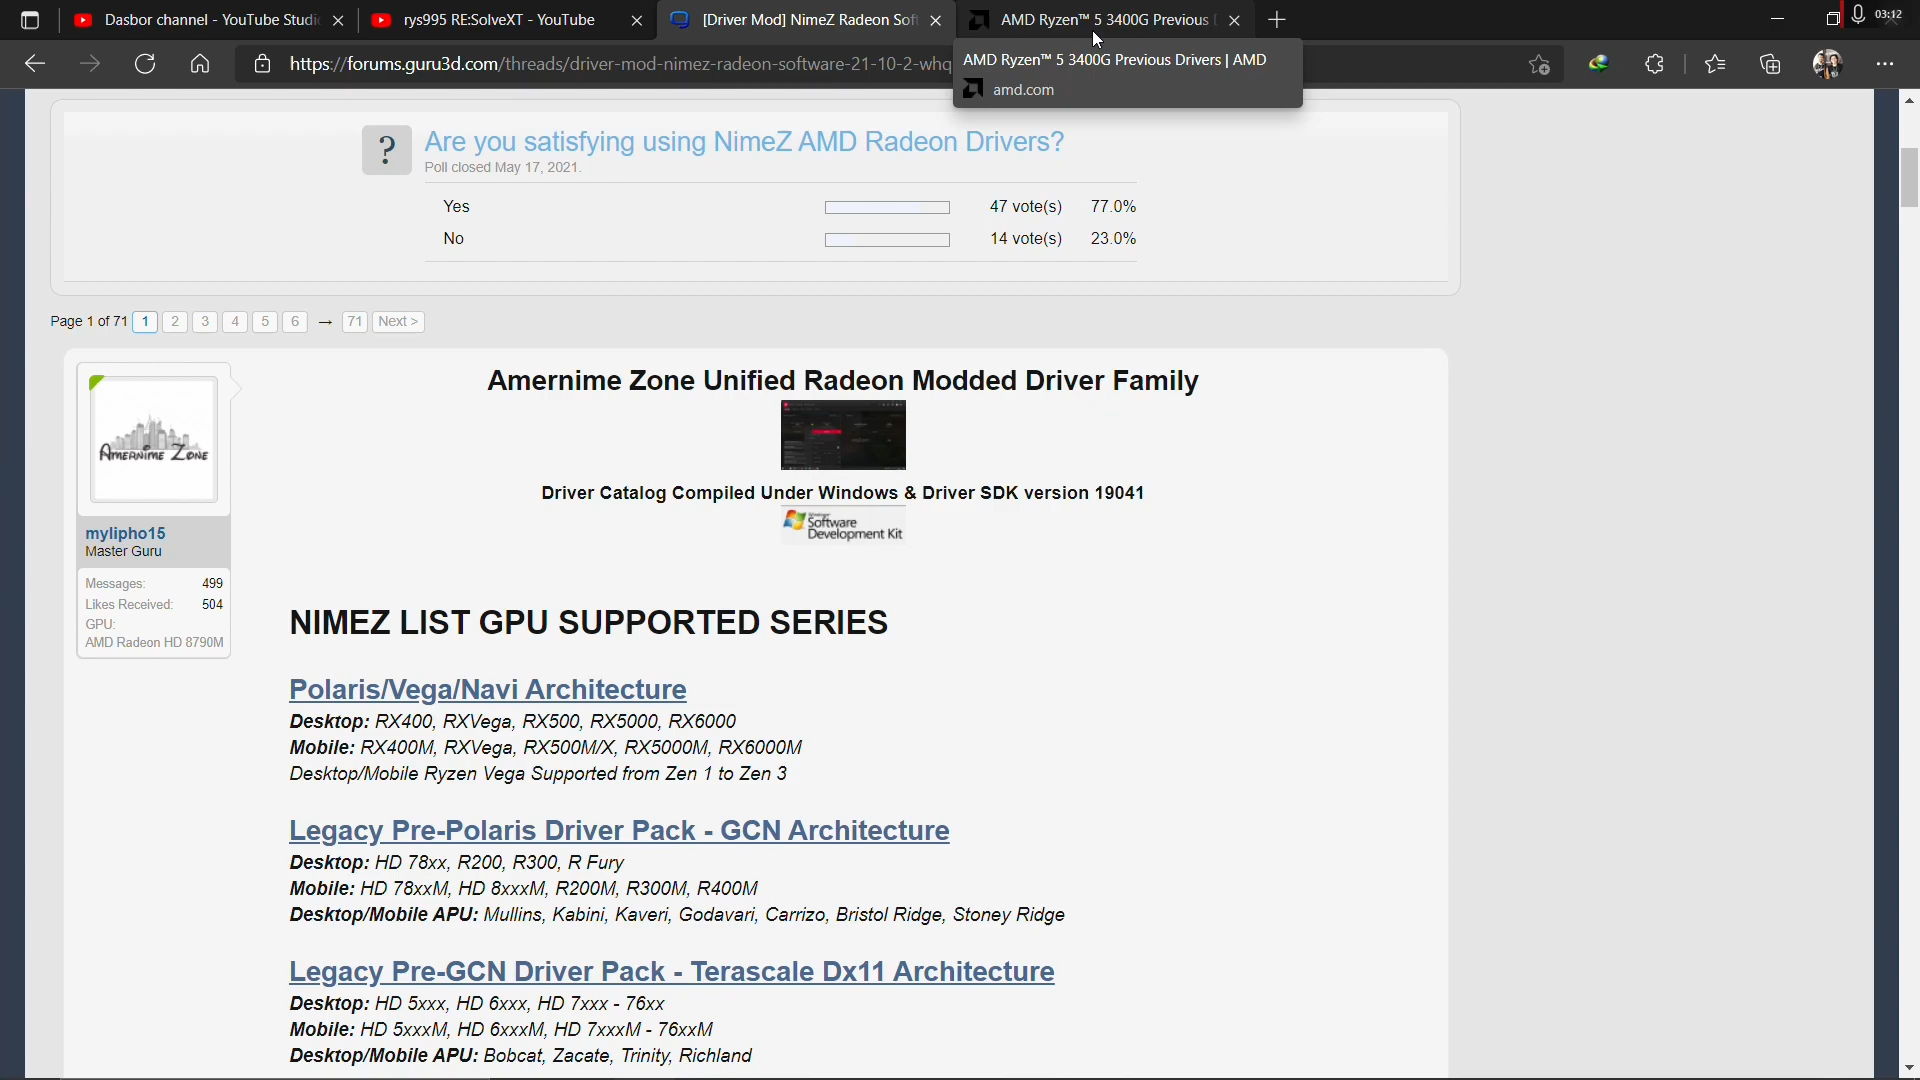 Dasbor channel - YouTube Studi
rys995 RE:SolveXT - YouTube
[Driver Mod] NimeZ Radeon Sof
AMD Ryzen™ 5 3400G Previous
03:12
https://forums.guru3d.com/threads/driver-mod-nimez-radeon-software-21-10-2-whq
AMD Ryzen™ 5 3400G Previous Drivers | AMD
amd.com
?
Are you satisfying using NimeZ AMD Radeon Drivers?
Poll closed May 17, 2021.
Yes 47 vote(s) 77.0%
No 14 vote(s) 23.0%
Page 1 of 71 1 2 3 4 5 6 → 71 Next >
AMERNIME ZONE
mylipho15
Master Guru
Messages: 499
Likes Received: 504
GPU:
AMD Radeon HD 8790M
Amernime Zone Unified Radeon Modded Driver Family
Driver Catalog Compiled Under Windows & Driver SDK version 19041
Software
Development Kit
NIMEZ LIST GPU SUPPORTED SERIES
Polaris/Vega/Navi Architecture
Desktop: RX400, RXVega, RX500, RX5000, RX6000
Mobile: RX400M, RXVega, RX500M/X, RX5000M, RX6000M
Desktop/Mobile Ryzen Vega Supported from Zen 1 to Zen 3
Legacy Pre-Polaris Driver Pack - GCN Architecture
Desktop: HD 78xx, R200, R300, R Fury
Mobile: HD 78xxM, HD 8xxxM, R200M, R300M, R400M
Desktop/Mobile APU: Mullins, Kabini, Kaveri, Godavari, Carrizo, Bristol Ridge, Stoney Ridge
Legacy Pre-GCN Driver Pack - Terascale Dx11 Architecture
Desktop: HD 5xxx, HD 6xxx, HD 7xxx - 76xx
Mobile: HD 5xxxM, HD 6xxxM, HD 7xxxM - 76xxM
Desktop/Mobile APU: Bobcat, Zacate, Trinity, Richland